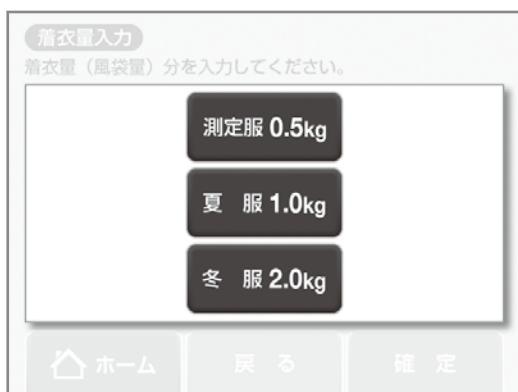 着衣量入力
着衣量（風袋量）分を入力してください。
測定服 0.5kg
夏　服 1.0kg
冬　服 2.0kg
ホーム 戻 る 確 定